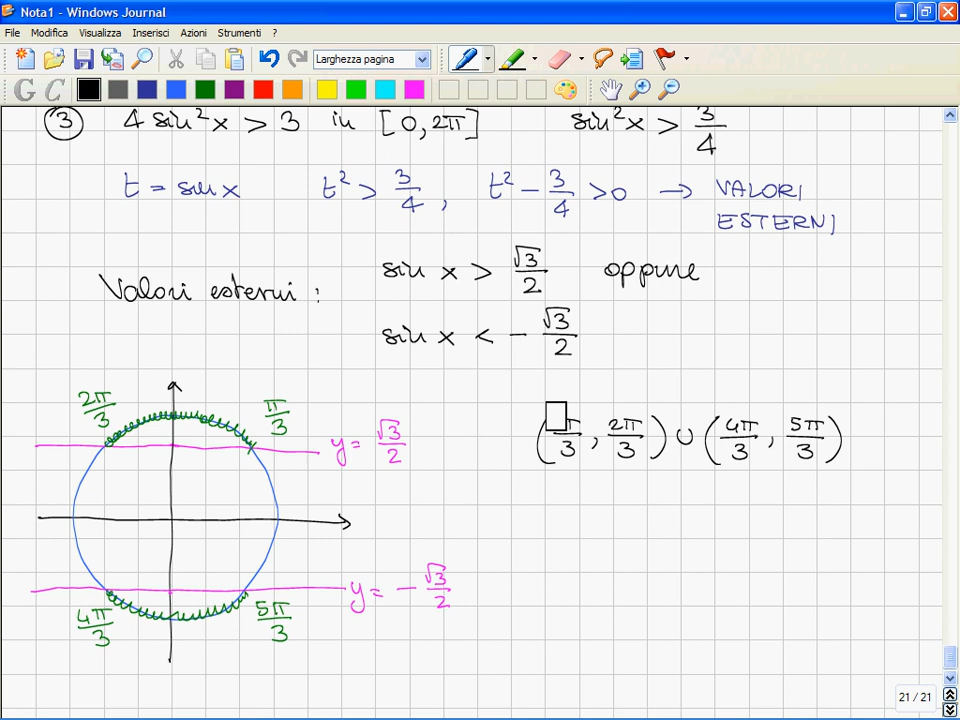 Nota1 - Windows Journal
File Modifica Visualizza Inserisci Azioni Strumenti ?
Larghezza pagina
G C
③ 4 sin²x > 3 in [0, 2π] sin²x > 3/4
t = sin x t² > 3/4 , t² - 3/4 > 0 → VALORI
ESTERNI
Valori esterni : sin x > √3/2 oppure
sin x < - √3/2
2π/3 π/3
y = √3/2
(π/3 , 2π/3) ∪ (4π/3 , 5π/3)
y = - √3/2
4π/3 5π/3
21 / 21